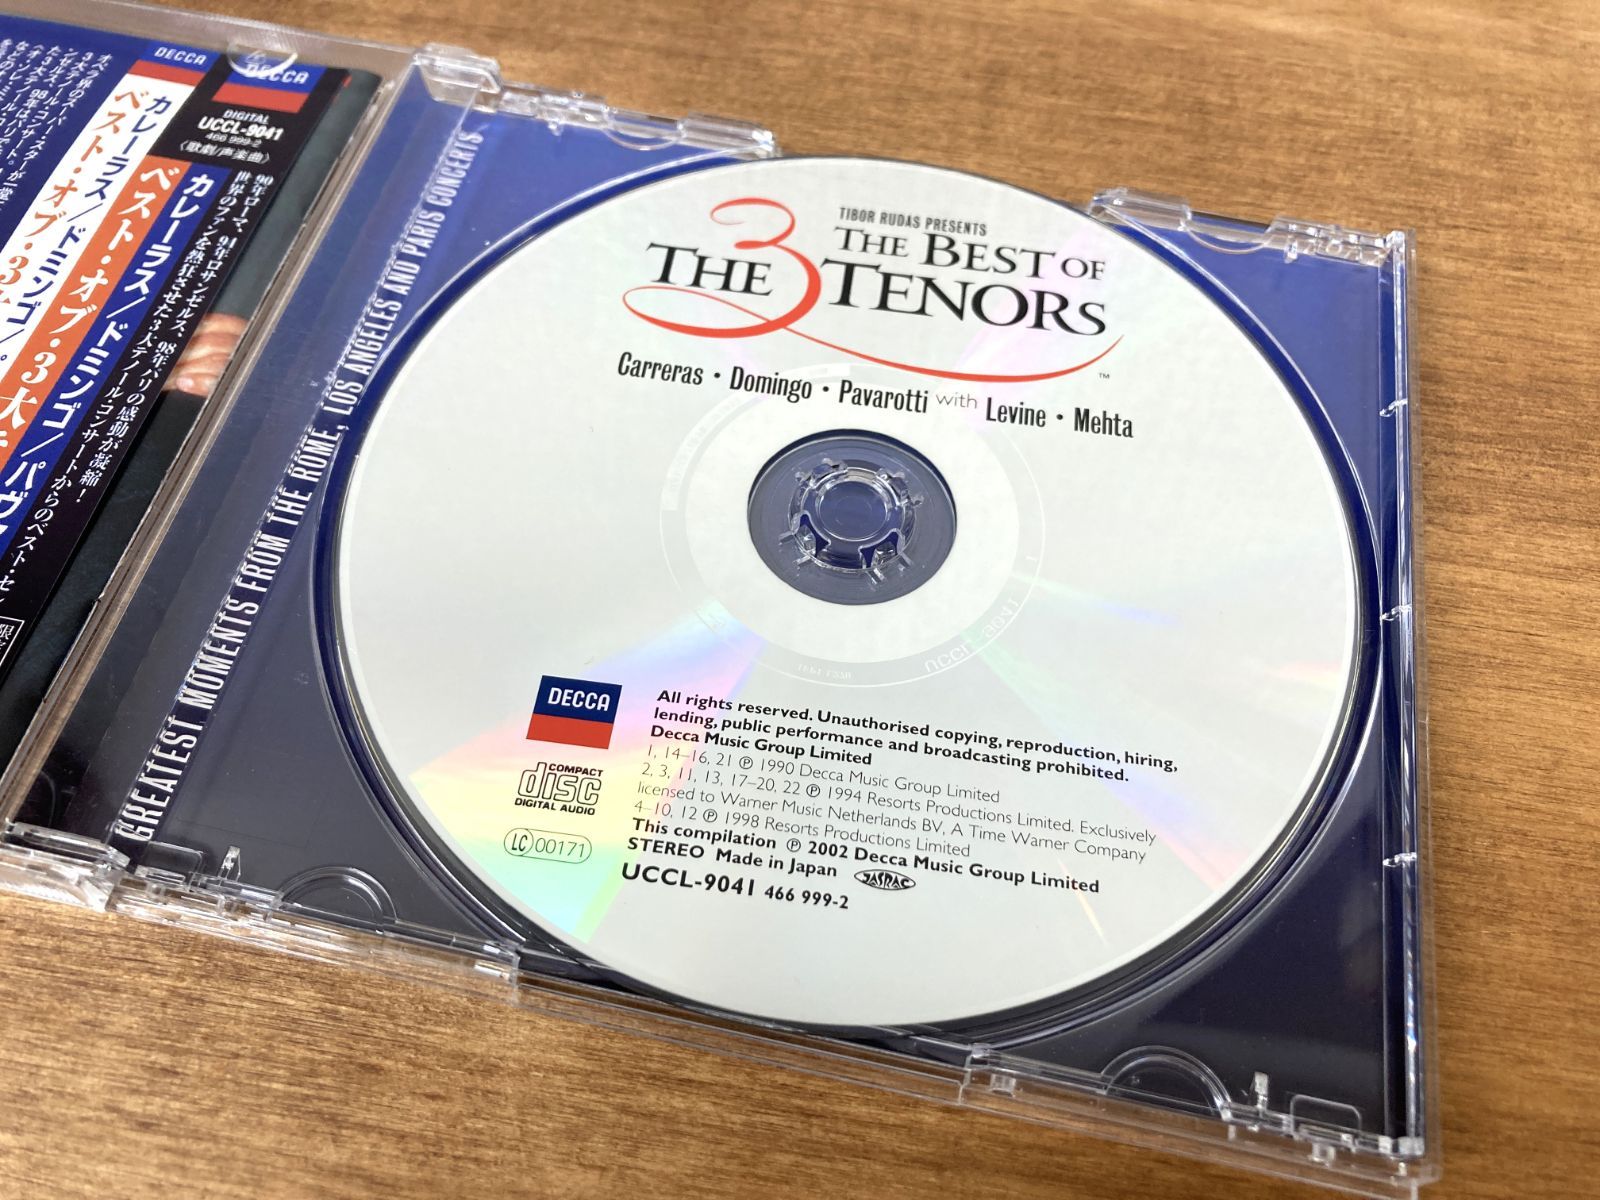 TIBOR RUDAS PRESENTS
THE BEST OF
THE 3 TENORS
™
Carreras • Domingo • Pavarotti with Levine • Mehta
DECCA
COMPACT
disc
DIGITAL AUDIO
LC 00171
All rights reserved. Unauthorised copying, reproduction, hiring,
lending, public performance and broadcasting prohibited.
Decca Music Group Limited
1, 14–16, 21 ℗ 1990 Decca Music Group Limited
2, 3, 11, 13, 17–20, 22 ℗ 1994 Resorts Productions Limited. Exclusively
licensed to Warner Music Netherlands BV, A Time Warner Company
4–10, 12 ℗ 1998 Resorts Productions Limited
This compilation ℗ 2002 Decca Music Group Limited
STEREO Made in Japan JASRAC
UCCL-9041 466 999-2
GREATEST MOMENTS FROM THE ROME, LOS ANGELES AND PARIS CONCERTS
DECCA
DIGITAL
UCCL-9041
466 999-2
〈歌劇/声楽曲〉
90年ローマ、94年ロサンゼルス、98年パリの感動が凝縮!
世界のファンを熱狂させた3大テノール・コンサートからのベスト・セ
カレーラス/ドミンゴ/パヴ
ベスト・オブ・3大
DECCA
カレーラス/ドミンゴ/
ベスト・オブ・3